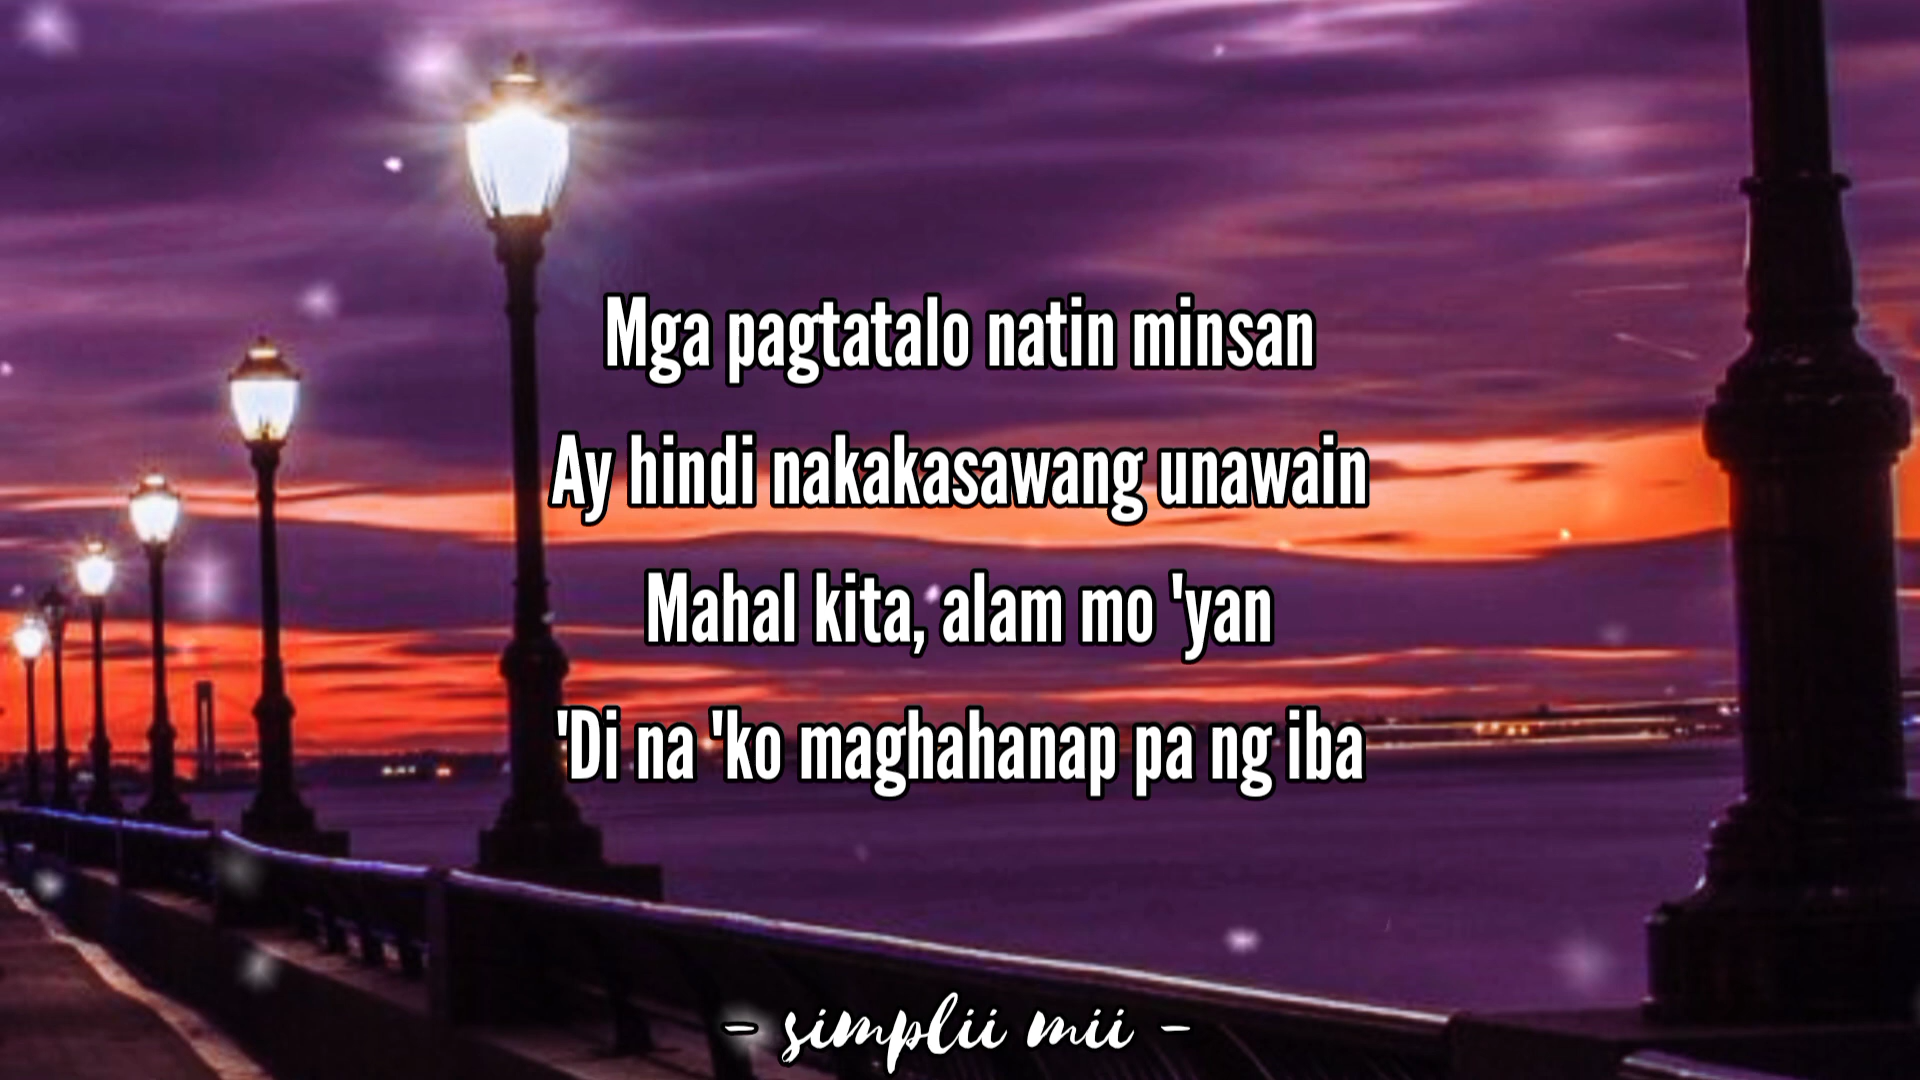 Mga pagtatalo natin minsan
Ay hindi nakakasawang unawain
Mahal kita, alam mo 'yan
'Di na 'ko maghahanap pa ng iba
- simplii mii -